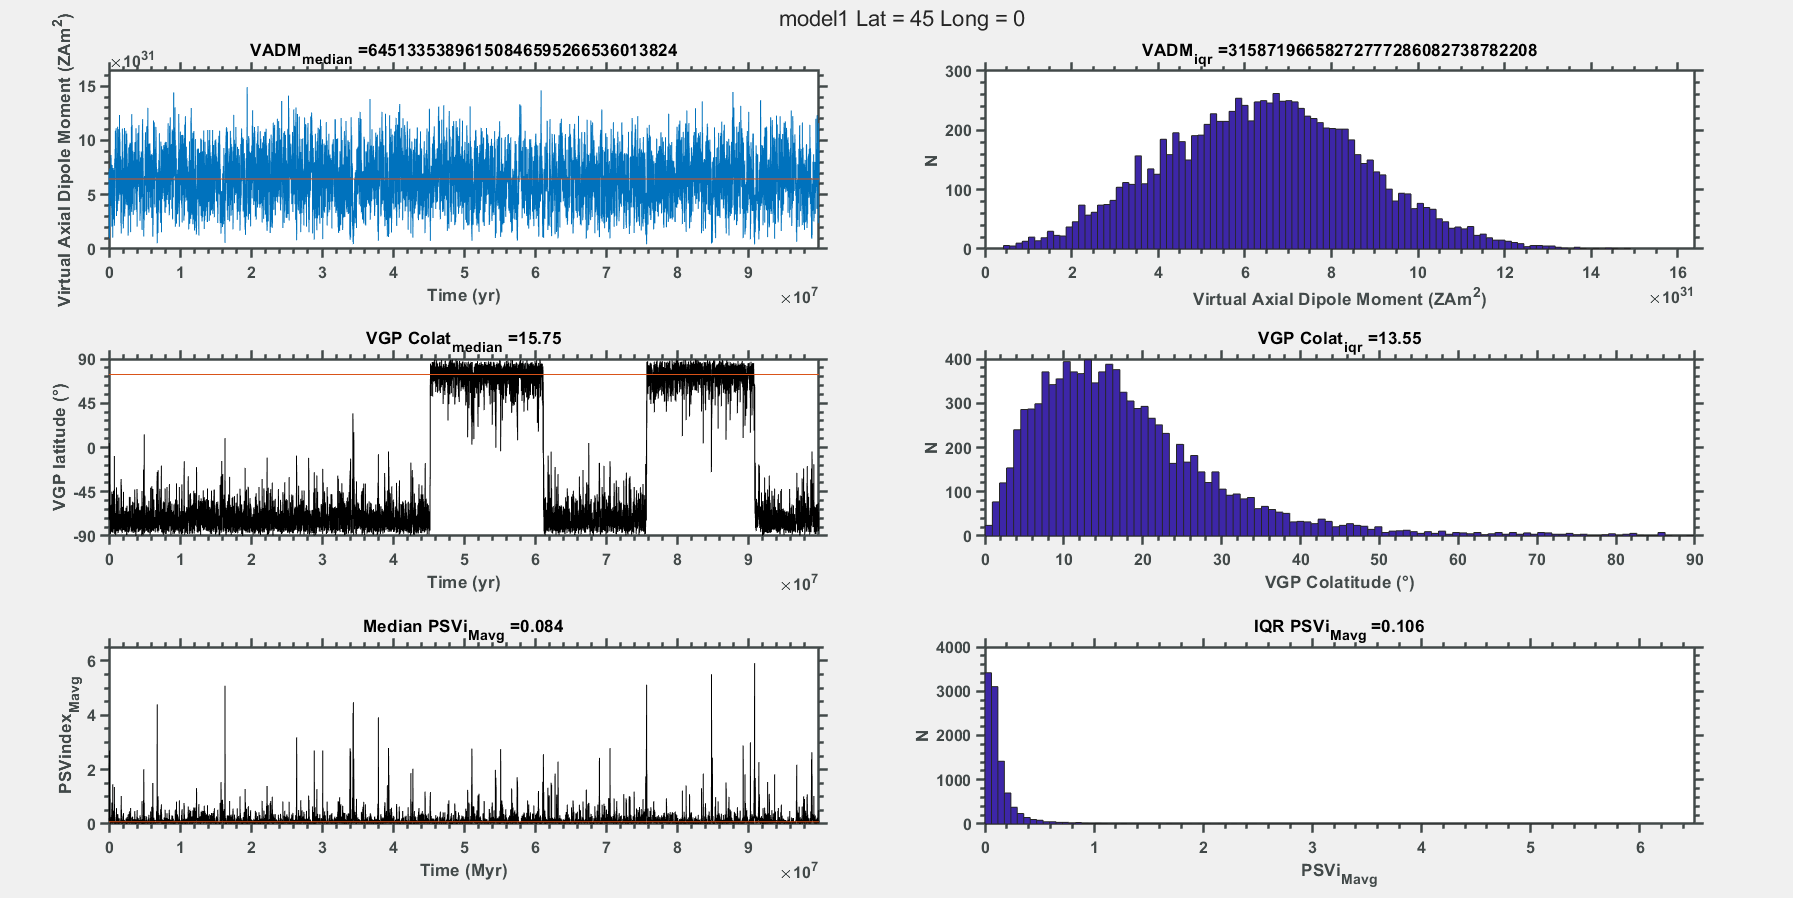 model1 Lat = 45 Long = 0
VADMmedian =64513353896150846595266536013824
×10^31
Virtual Axial Dipole Moment (ZAm^2)
15
10
5
0
0 1 2 3 4 5 6 7 8 9
Time (yr)
×10^7
VADMiqr =31587196658272777286082738782208
300
200
100
0
N
0 2 4 6 8 10 12 14 16
Virtual Axial Dipole Moment (ZAm^2)
×10^31
VGP Colatmedian =15.75
90
45
0
-45
-90
VGP latitude (°)
0 1 2 3 4 5 6 7 8 9
Time (yr)
×10^7
VGP Colatiqr =13.55
400
300
200
100
0
N
0 10 20 30 40 50 60 70 80 90
VGP Colatitude (°)
Median PSViMavg =0.084
6
4
2
0
PSVindexMavg
0 1 2 3 4 5 6 7 8 9
Time (Myr)
×10^7
IQR PSViMavg =0.106
4000
3000
2000
1000
0
N
0 1 2 3 4 5 6
PSViMavg